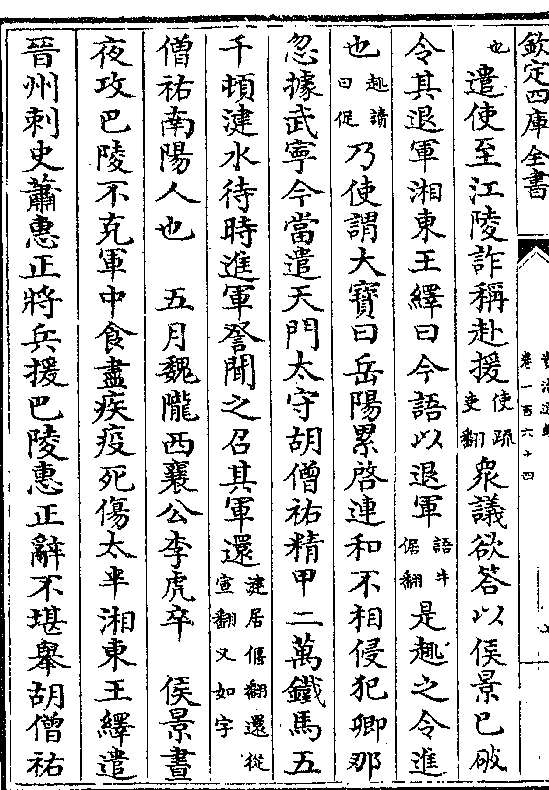 欽定四庫全書
卷一百六十四
也遣使至江陵詐稱赴援使疏吏翻衆議欲答以侯景已破
令其退軍湘東王繹曰今語以退軍語牛倨翻是趣之令進
也趣讀曰促乃使謂大寶曰岳陽累啓連和不相侵犯卿那
忽據武寧今當遣天門太守胡僧祐精甲二萬鐵馬五
千頓湕水待時進軍詧聞之召其軍還湕居偃翻還從宣翻又如字
僧祐南陽人也　五月魏隴西襄公李虎卒　侯景晝
夜攻巴陵不克軍中食盡疾疫死傷太半湘東王繹遣
晉州刺史蕭惠正將兵援巴陵惠正辭不堪舉胡僧祐